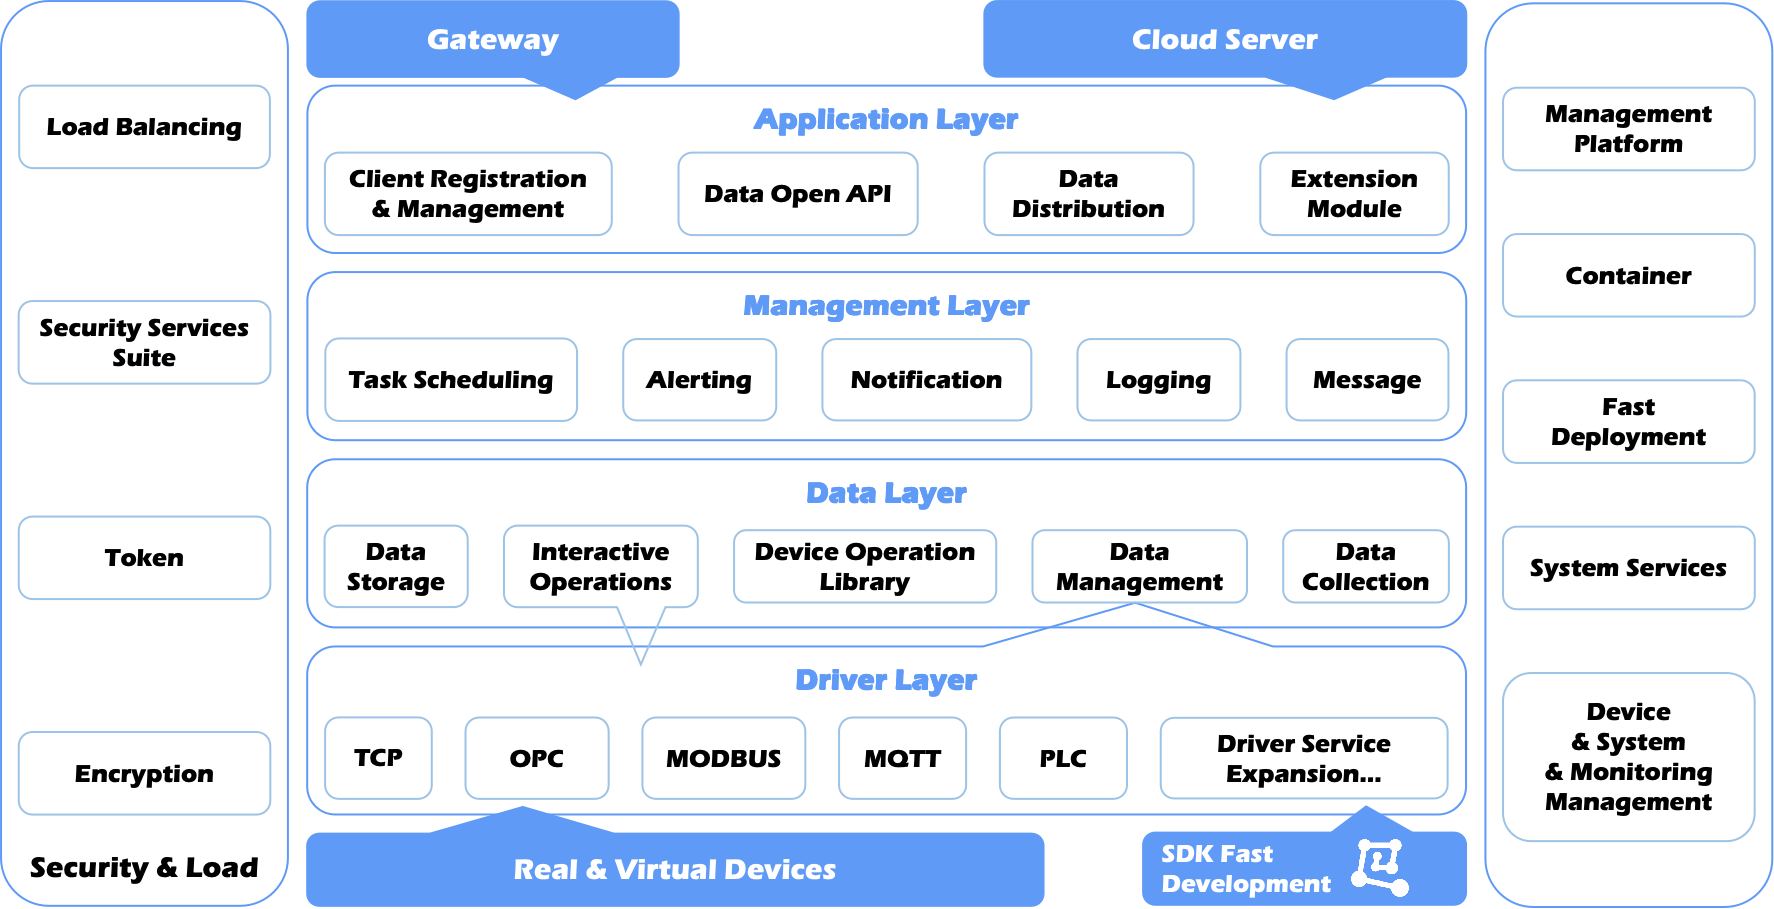 Load Balancing
Security Services
Suite
Token
Encryption
Security & Load
Gateway
Cloud Server
Application Layer
Client Registration
& Management
Data Open API
Data
Distribution
Extension
Module
Management Layer
Task Scheduling
Alerting
Notification
Logging
Message
Data Layer
Data
Storage
Interactive
Operations
Device Operation
Library
Data
Management
Data
Collection
Driver Layer
TCP
OPC
MODBUS
MQTT
PLC
Driver Service
Expansion...
Real & Virtual Devices
SDK Fast
Development
Management
Platform
Container
Fast
Deployment
System Services
Device
& System
& Monitoring
Management